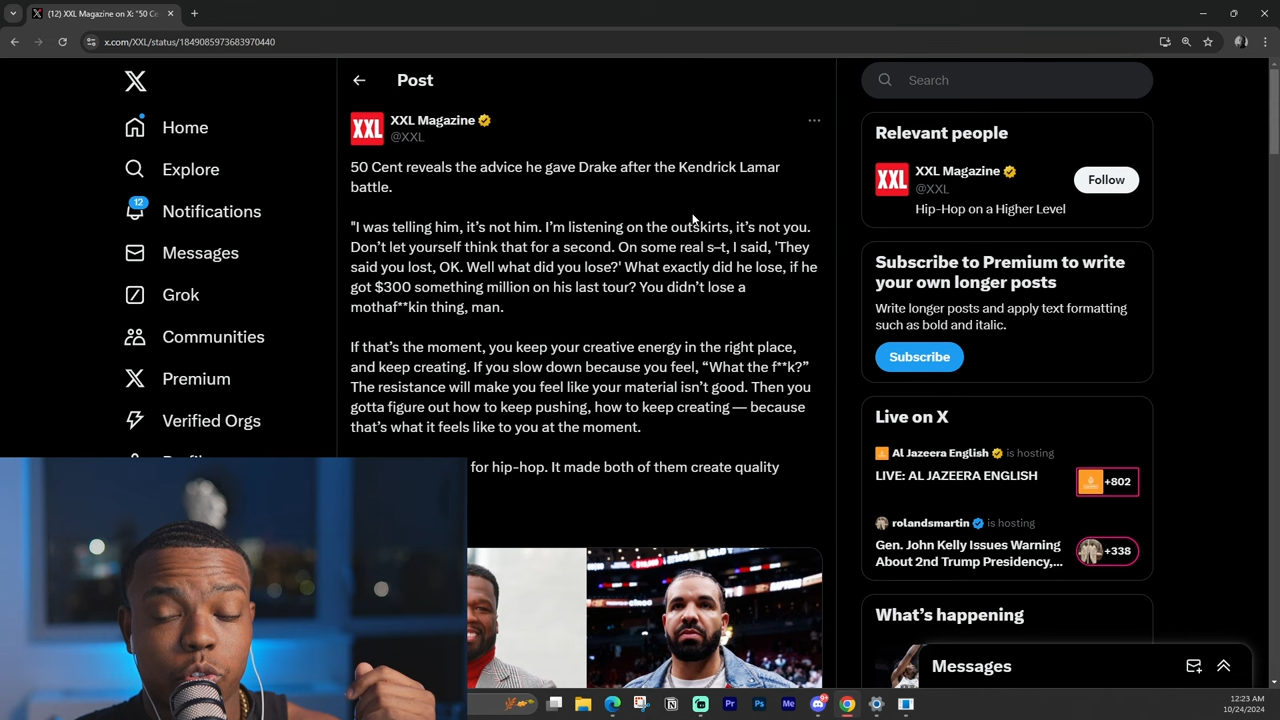 (12) XXL Magazine on X: "50 Ce
x.com/XXL/status/1849085973683970440
Home
Explore
12
Notifications
Messages
Grok
Communities
Premium
Verified Orgs
Post
XXL
XXL Magazine
@XXL
50 Cent reveals the advice he gave Drake after the Kendrick Lamar
battle.
"I was telling him, it’s not him. I’m listening on the outskirts, it’s not you.
Don’t let yourself think that for a second. On some real s–t, I said, 'They
said you lost, OK. Well what did you lose?' What exactly did he lose, if he
got $300 something million on his last tour? You didn’t lose a
mothaf**kin thing, man.
If that’s the moment, you keep your creative energy in the right place,
and keep creating. If you slow down because you feel, “What the f**k?”
The resistance will make you feel like your material isn’t good. Then you
gotta figure out how to keep pushing, how to keep creating — because
that’s what it feels like to you at the moment.
for hip-hop. It made both of them create quality
Search
Relevant people
XXL
XXL Magazine
@XXL
Follow
Hip-Hop on a Higher Level
Subscribe to Premium to write
your own longer posts
Write longer posts and apply text formatting
such as bold and italic.
Subscribe
Live on X
Al Jazeera English is hosting
LIVE: AL JAZEERA ENGLISH
+802
rolandsmartin is hosting
Gen. John Kelly Issues Warning
About 2nd Trump Presidency,...
+338
What’s happening
Messages
Pr
Ps
Me
12:23 AM
10/24/2024